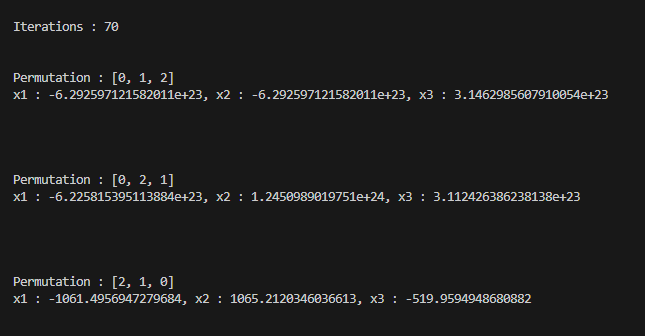 Iterations : 70
Permutation : [0, 1, 2]
x1 : -6.292597121582011e+23, x2 : -6.292597121582011e+23, x3 : 3.1462985607910054e+23
Permutation : [0, 2, 1]
x1 : -6.225815395113884e+23, x2 : 1.2450989019751e+24, x3 : 3.112426386238138e+23
Permutation : [2, 1, 0]
x1 : -1061.4956947279684, x2 : 1065.2120346036613, x3 : -519.9594948680882